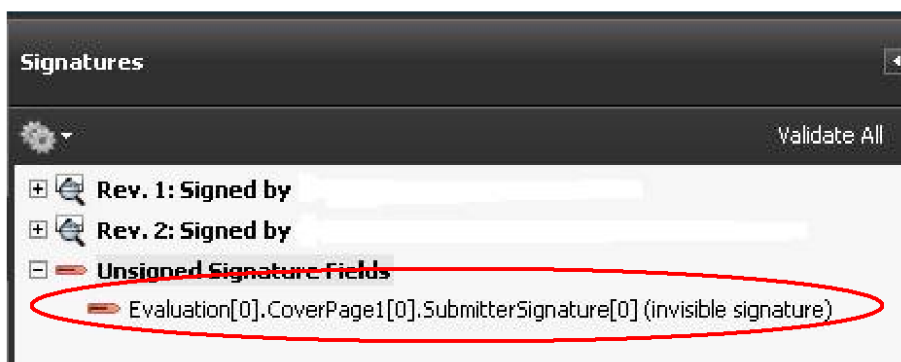 Signatures
Validate All
Rev. 1: Signed by
Rev. 2: Signed by
Unsigned Signature Fields
Evaluation[0].CoverPage1[0].SubmitterSignature[0] (invisible signature)